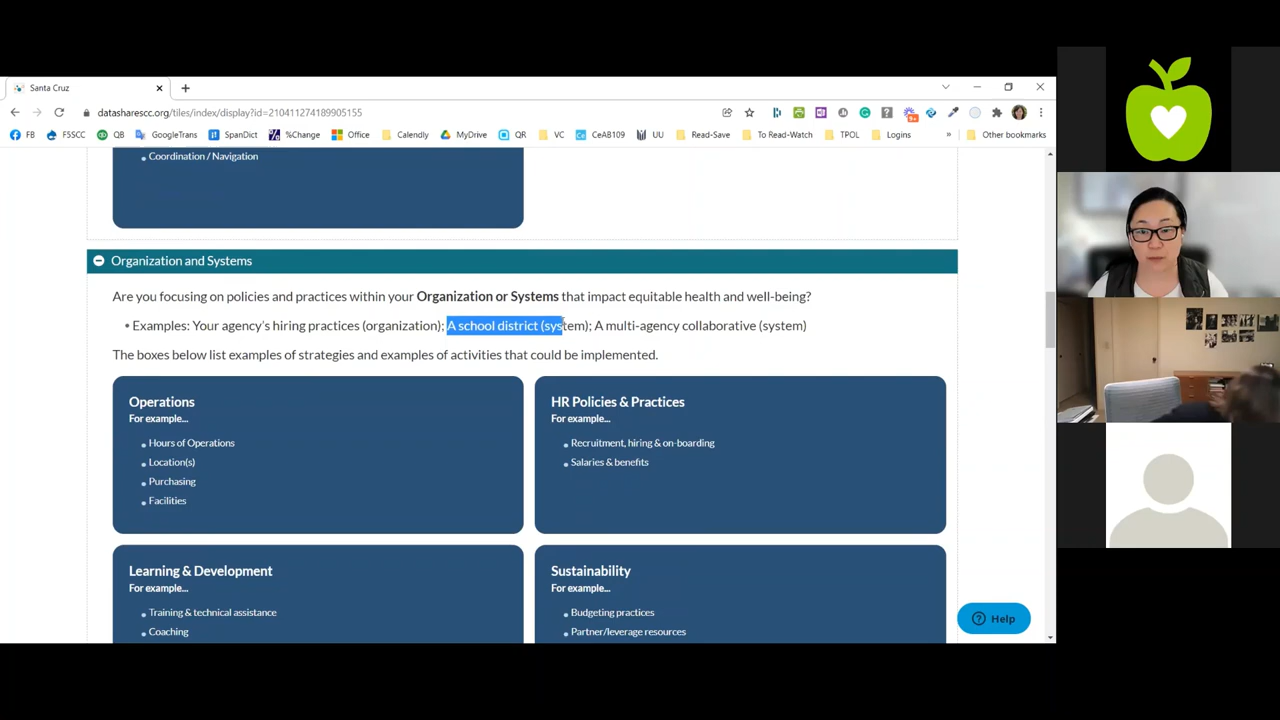 Santa Cruz
datasharescc.org/tiles/index/display?id=210411274189905155
FB FSSCC QB GoogleTrans SpanDict %Change Office Calendly MyDrive QR VC CeAB109 UU Read-Save To Read-Watch TPOL Logins » Other bookmarks
Coordination / Navigation
Organization and Systems
Are you focusing on policies and practices within your Organization or Systems that impact equitable health and well-being?
• Examples: Your agency's hiring practices (organization); A school district (system); A multi-agency collaborative (system)
The boxes below list examples of strategies and examples of activities that could be implemented.
Operations
For example...
Hours of Operations
Location(s)
Purchasing
Facilities
HR Policies & Practices
For example...
Recruitment, hiring & on-boarding
Salaries & benefits
Learning & Development
For example...
Training & technical assistance
Coaching
Sustainability
For example...
Budgeting practices
Partner/leverage resources
Help